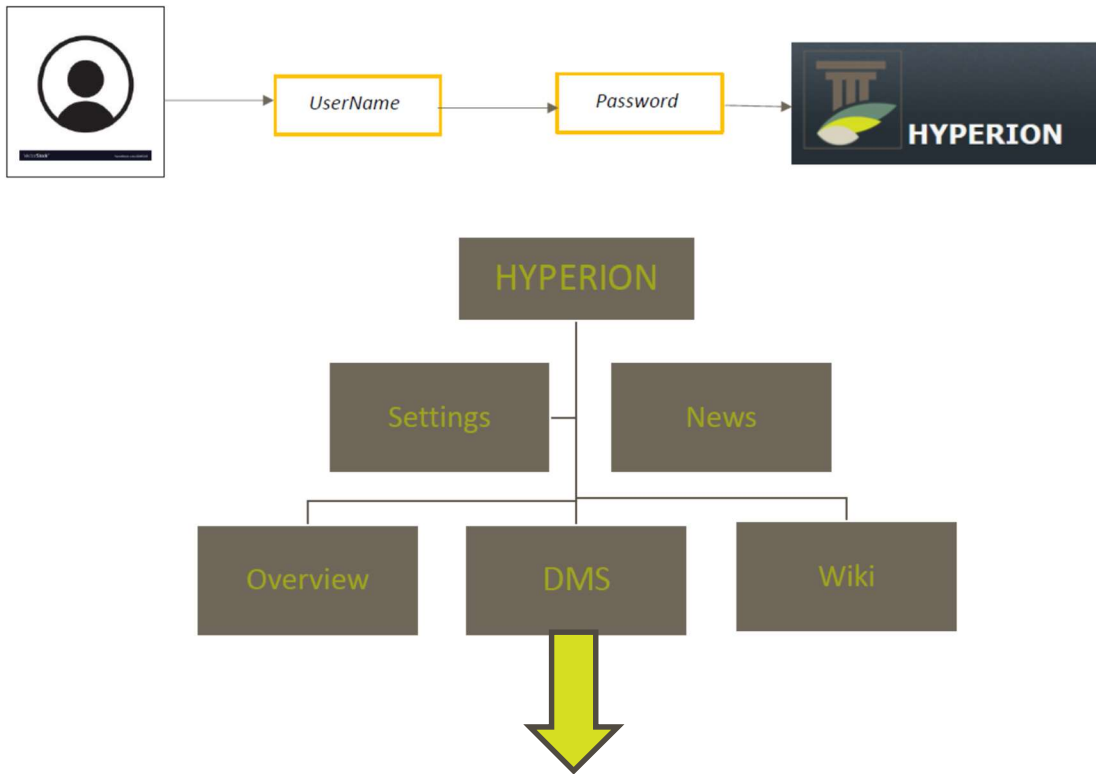 UserName
Password
HYPERION
HYPERION
Settings
News
Overview
DMS
Wiki